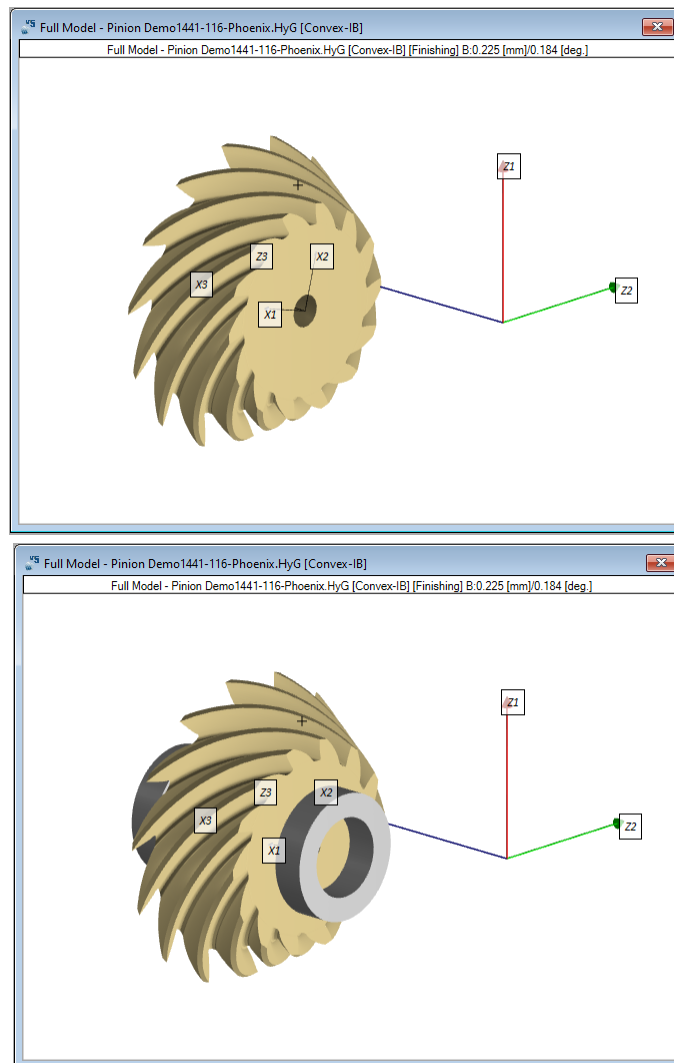 Full Model - Pinion Demo1441-116-Phoenix.HyG [Convex-IB]
Full Model - Pinion Demo1441-116-Phoenix.HyG [Convex-IB] [Finishing] B:0.225 [mm]/0.184 [deg.]
Z1
Z3
X2
X3
Z2
X1
Full Model - Pinion Demo1441-116-Phoenix.HyG [Convex-IB]
Full Model - Pinion Demo1441-116-Phoenix.HyG [Convex-IB] [Finishing] B:0.225 [mm]/0.184 [deg.]
Z1
Z3
X2
X3
Z2
X1